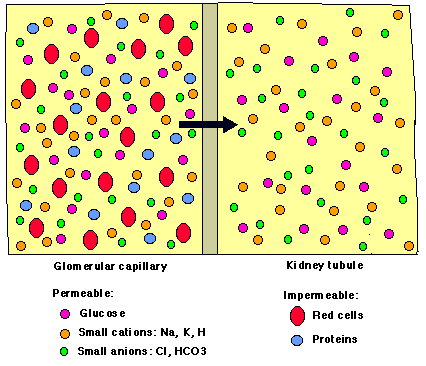 Glomerular capillary
Kidney tubule
Permeable:
Glucose
Small cations: Na, K, H
Small anions: Cl, HCO3
Impermeable:
Red cells
Proteins